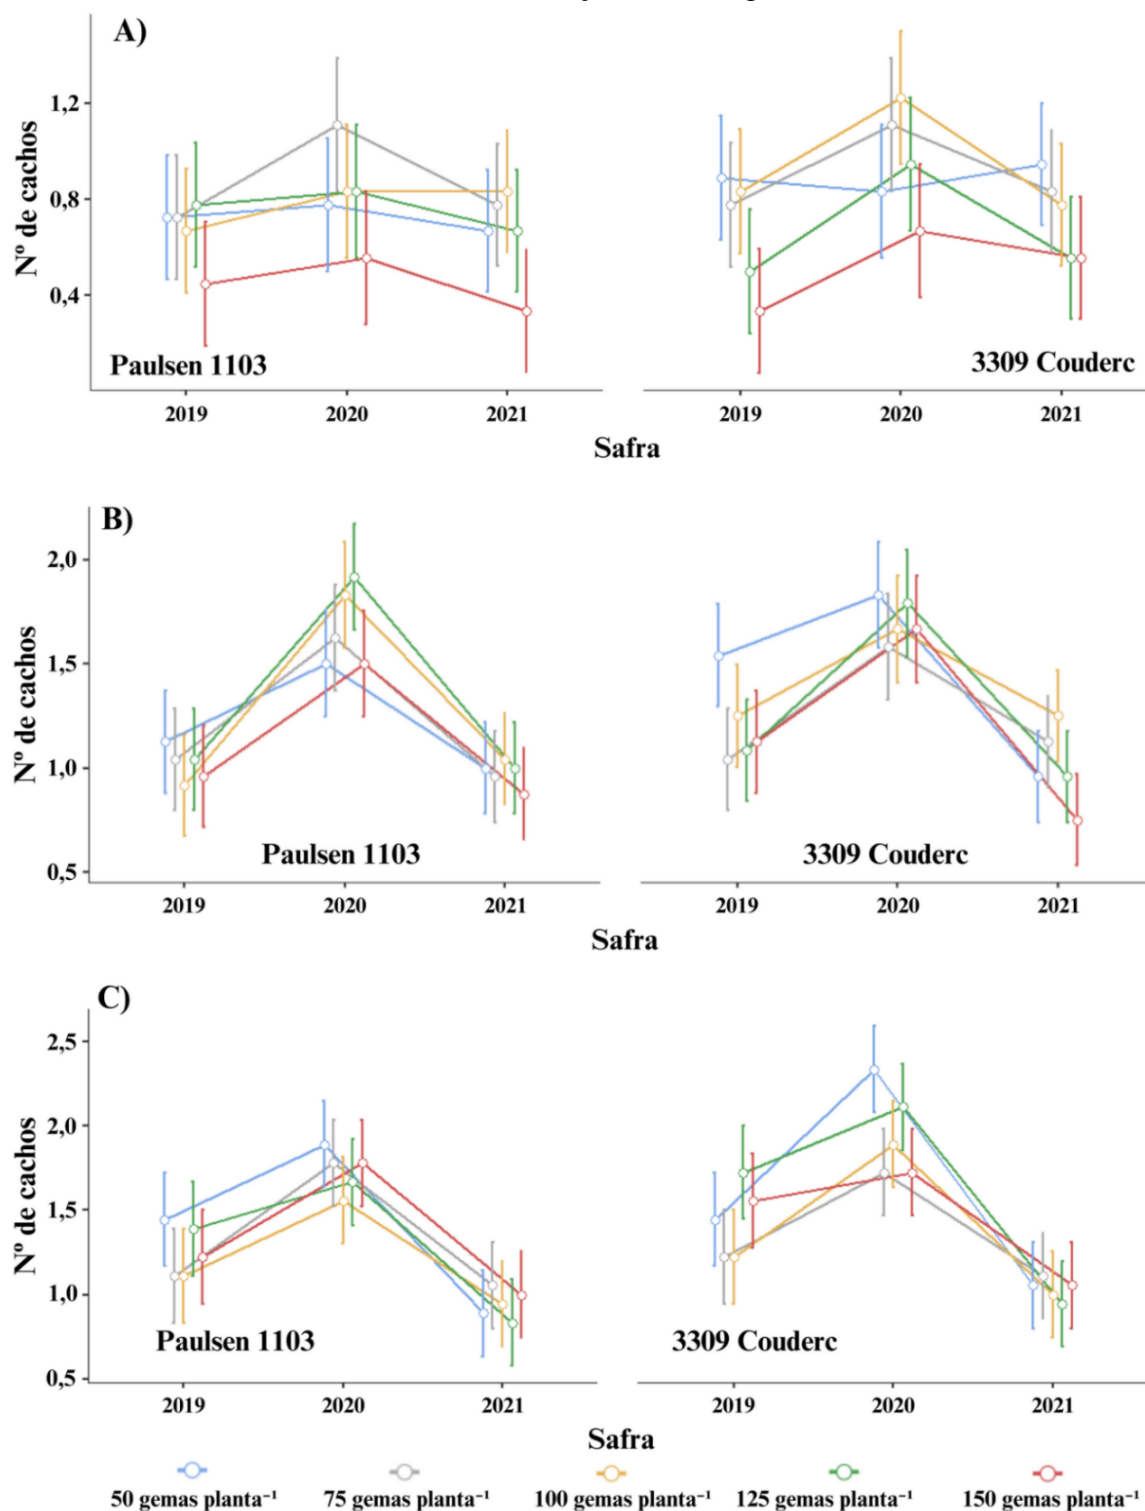 A)
Nº de cachos
1,2
0,8
0,4
Paulsen 1103
3309 Couderc
2019 2020 2021 2019 2020 2021
Safra
B)
Nº de cachos
2,0
1,5
1,0
0,5
Paulsen 1103
3309 Couderc
2019 2020 2021 2019 2020 2021
Safra
C)
Nº de cachos
2,5
2,0
1,5
1,0
0,5
Paulsen 1103
3309 Couderc
2019 2020 2021 2019 2020 2021
Safra
50 gemas planta⁻¹ 75 gemas planta⁻¹ 100 gemas planta⁻¹ 125 gemas planta⁻¹ 150 gemas planta⁻¹